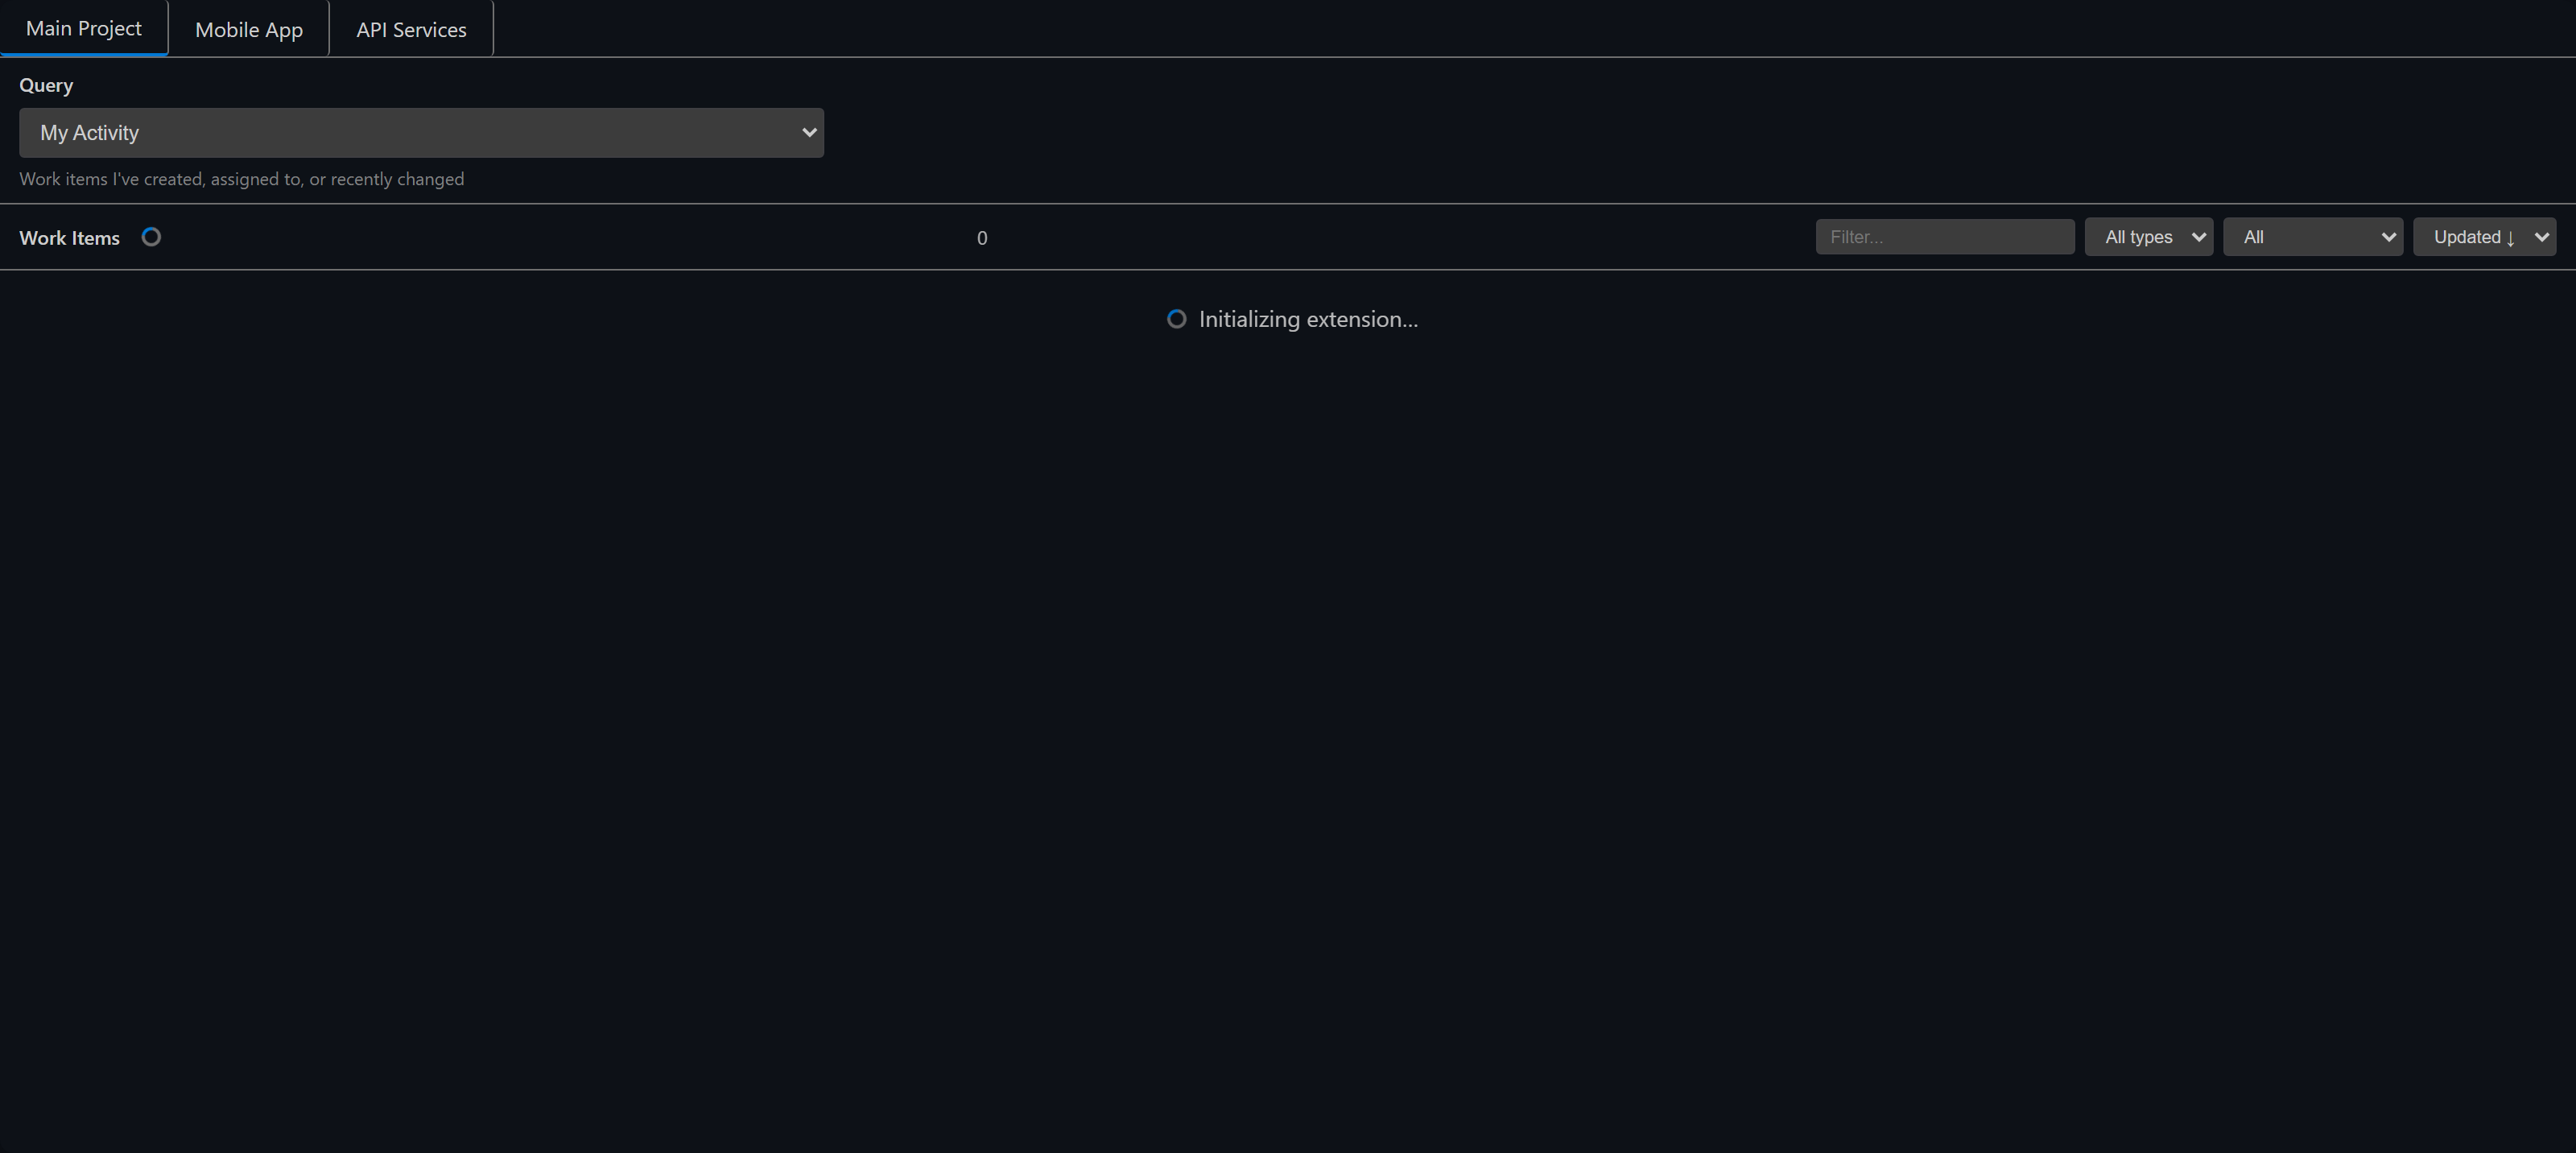 Main Project Mobile App API Services
Query
My Activity
Work items I've created, assigned to, or recently changed
Work Items 0 Filter... All types All Updated ↓
Initializing extension...